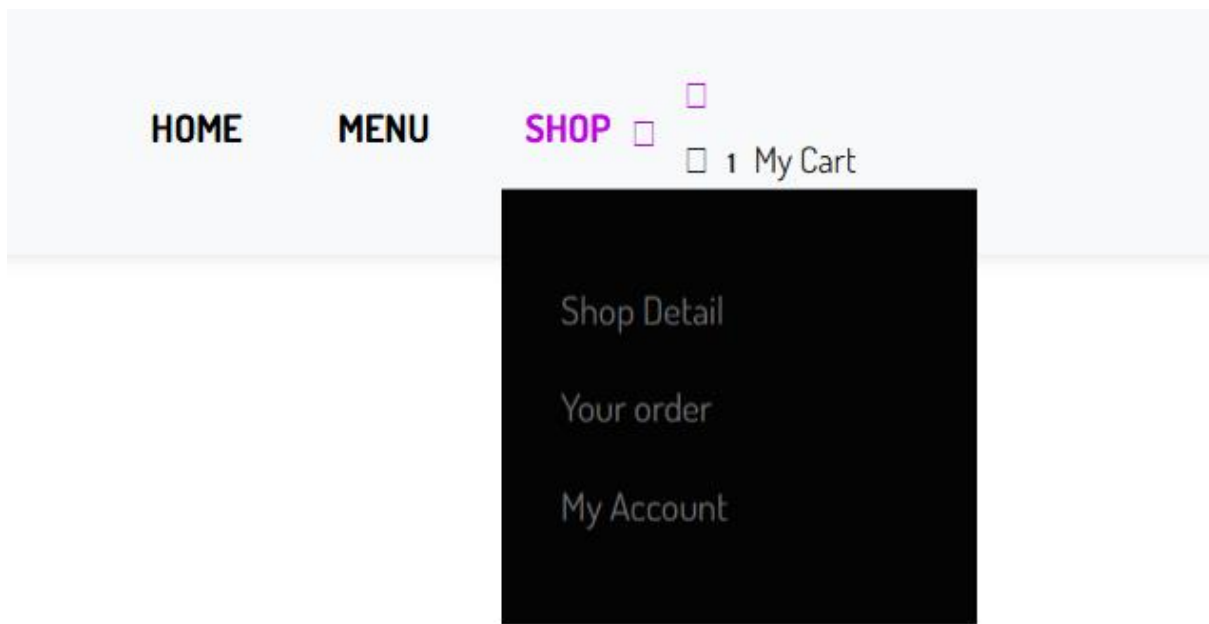 HOME MENU SHOP
1 My Cart
Shop Detail
Your order
My Account